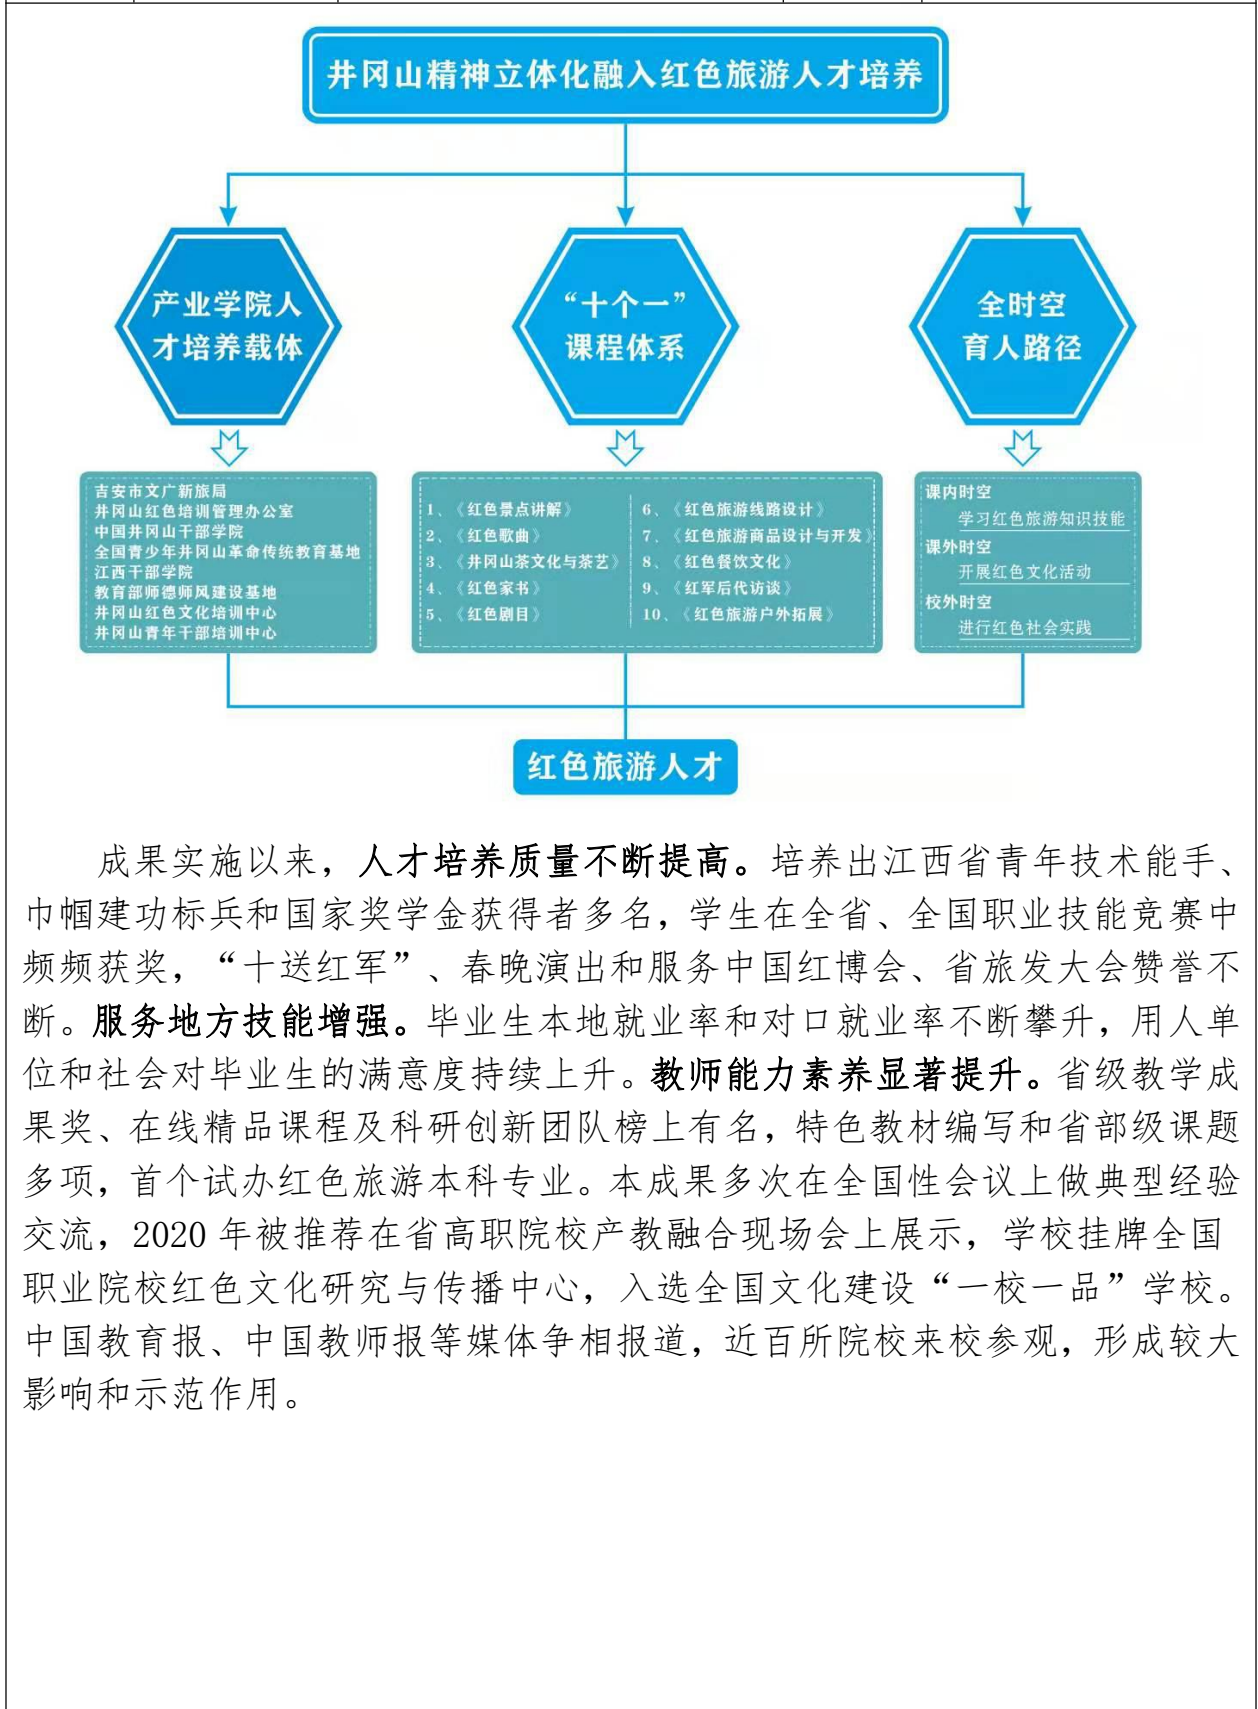 井冈山精神立体化融入红色旅游人才培养
产业学院人
才培养载体
“十个一”
课程体系
全时空
育人路径
吉安市文广新旅局
井冈山红色培训管理办公室
中国井冈山干部学院
全国青少年井冈山革命传统教育基地
江西干部学院
教育部师德师风建设基地
井冈山红色文化培训中心
井冈山青年干部培训中心
1、《红色景点讲解》
2、《红色歌曲》
3、《井冈山茶文化与茶艺》
4、《红色家书》
5、《红色剧目》
6、《红色旅游线路设计》
7、《红色旅游商品设计与开发》
8、《红色餐饮文化》
9、《红军后代访谈》
10、《红色旅游户外拓展》
课内时空
学习红色旅游知识技能
课外时空
开展红色文化活动
校外时空
进行红色社会实践
红色旅游人才
成果实施以来，人才培养质量不断提高。培养出江西省青年技术能手、
巾帼建功标兵和国家奖学金获得者多名，学生在全省、全国职业技能竞赛中
频频获奖，“十送红军”、春晚演出和服务中国红博会、省旅发大会赞誉不
断。服务地方技能增强。毕业生本地就业率和对口就业率不断攀升，用人单
位和社会对毕业生的满意度持续上升。教师能力素养显著提升。省级教学成
果奖、在线精品课程及科研创新团队榜上有名，特色教材编写和省部级课题
多项，首个试办红色旅游本科专业。本成果多次在全国性会议上做典型经验
交流，2020 年被推荐在省高职院校产教融合现场会上展示，学校挂牌全国
职业院校红色文化研究与传播中心，入选全国文化建设“一校一品”学校。
中国教育报、中国教师报等媒体争相报道，近百所院校来校参观，形成较大
影响和示范作用。